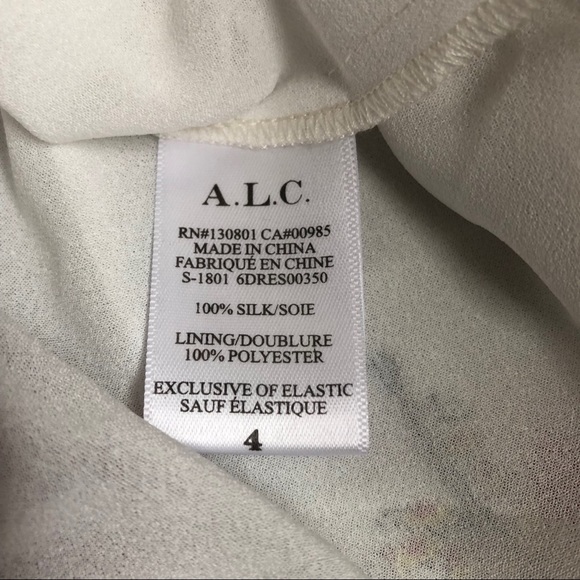 A.L.C.
RN#130801 CA#00985
MADE IN CHINA
FABRIQUÉ EN CHINE
S-1801 6DRES00350
100% SILK/SOIE
LINING/DOUBLURE
100% POLYESTER
EXCLUSIVE OF ELASTIC
SAUF ÉLASTIQUE
4